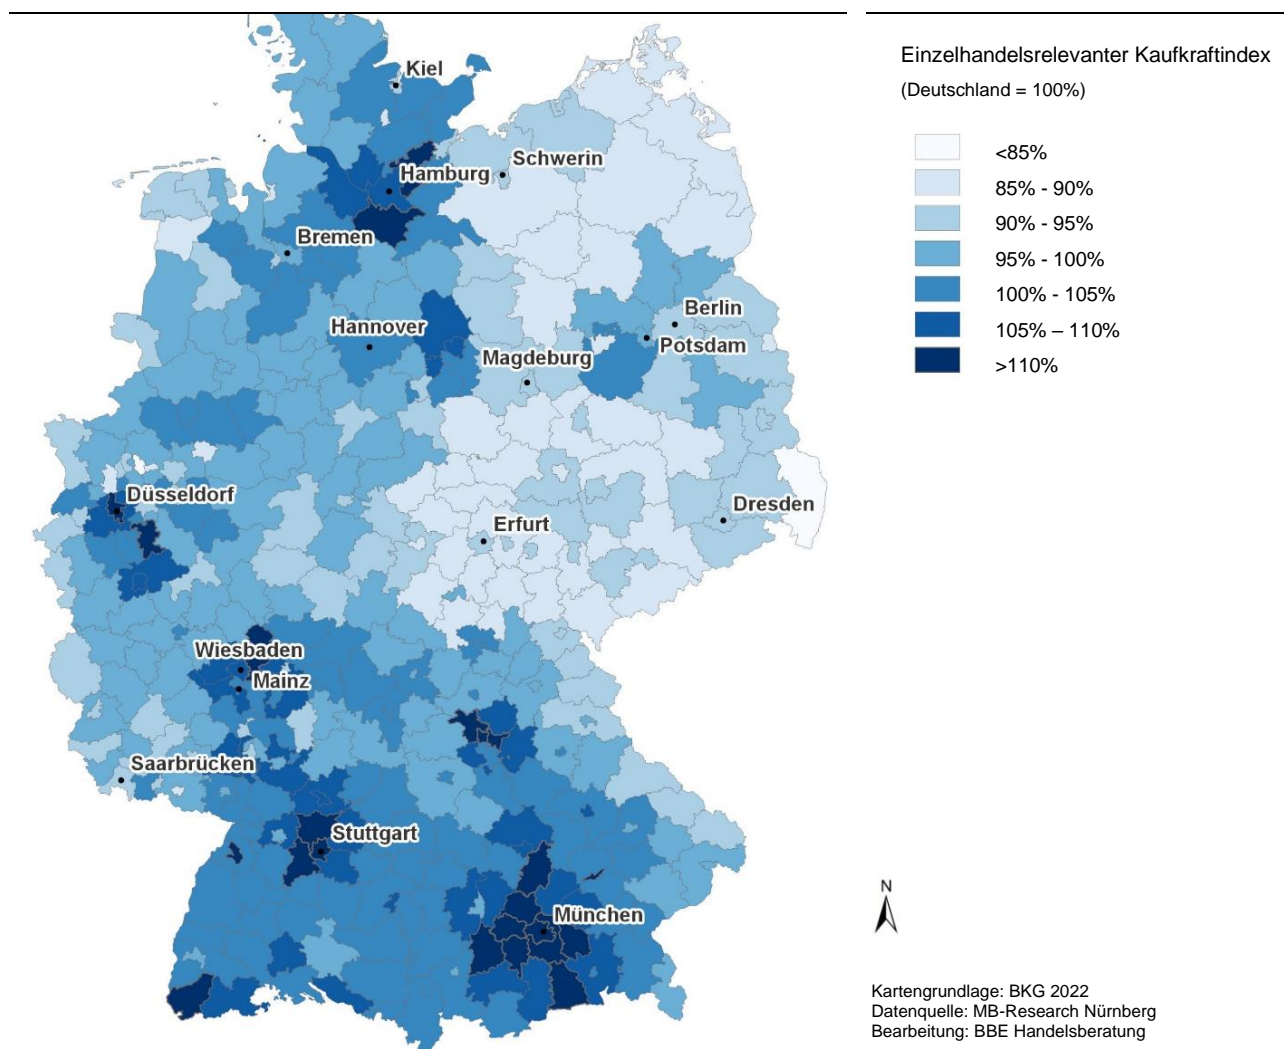 Kiel
Schwerin
Hamburg
Bremen
Berlin
Hannover
Potsdam
Magdeburg
Düsseldorf
Dresden
Erfurt
Wiesbaden
Mainz
Saarbrücken
Stuttgart
München
Einzelhandelsrelevanter Kaufkraftindex
(Deutschland = 100%)
<85%
85% - 90%
90% - 95%
95% - 100%
100% - 105%
105% – 110%
>110%
N
Kartengrundlage: BKG 2022
Datenquelle: MB-Research Nürnberg
Bearbeitung: BBE Handelsberatung